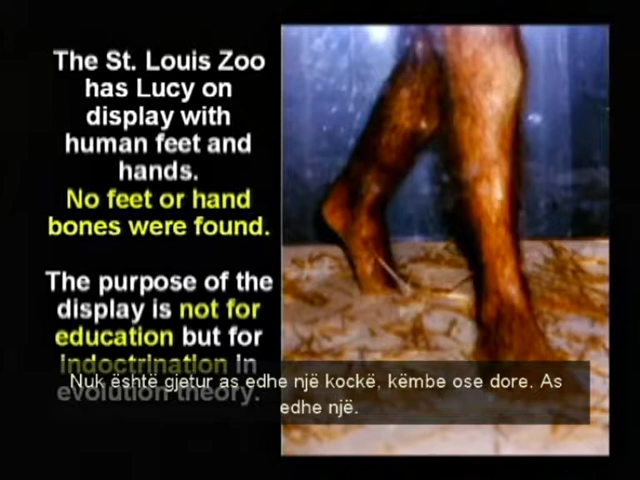 The St. Louis Zoo
has Lucy on
display with
human feet and
hands.
No feet or hand
bones were found.
The purpose of the
display is not for
education but for
indoctrination in
evolution theory.
Nuk është gjetur as edhe një kockë, këmbe ose dore. As
edhe një.